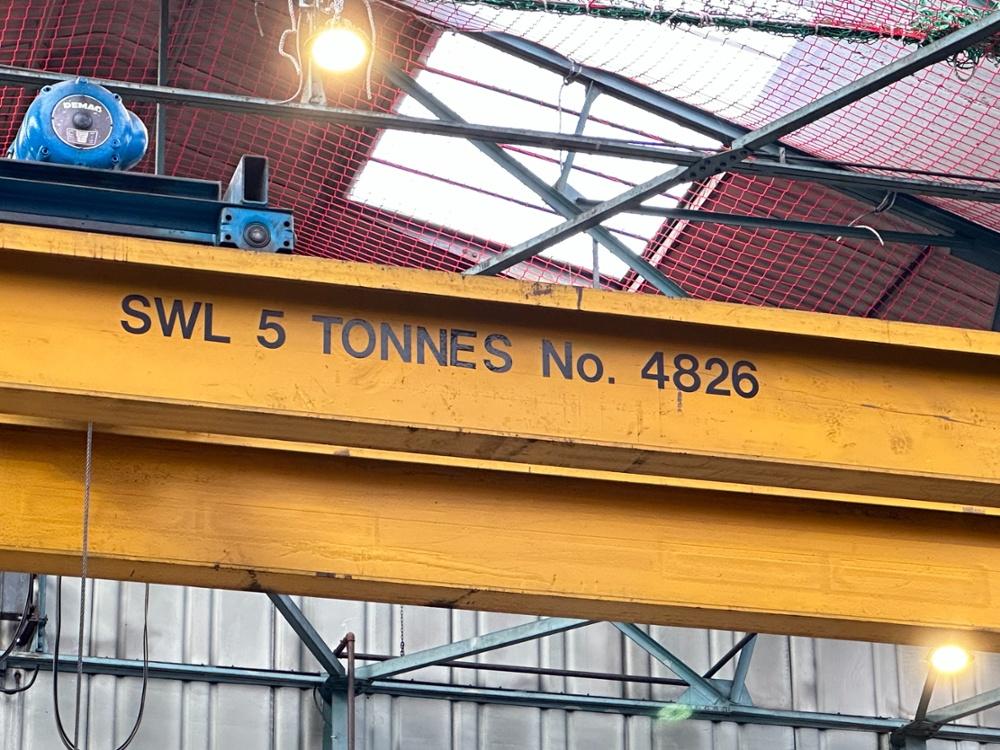 DEMAG
SWL 5 TONNES No. 4826